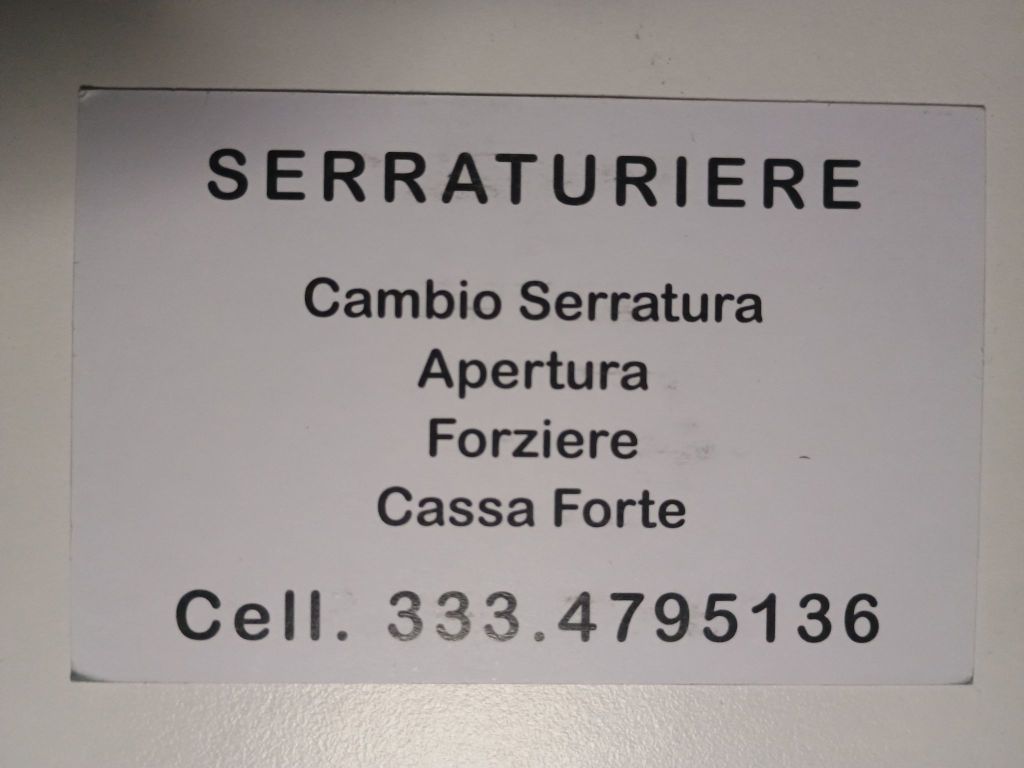 SERRATURIERE
Cambio Serratura
Apertura
Forziere
Cassa Forte
Cell. 333.4795136